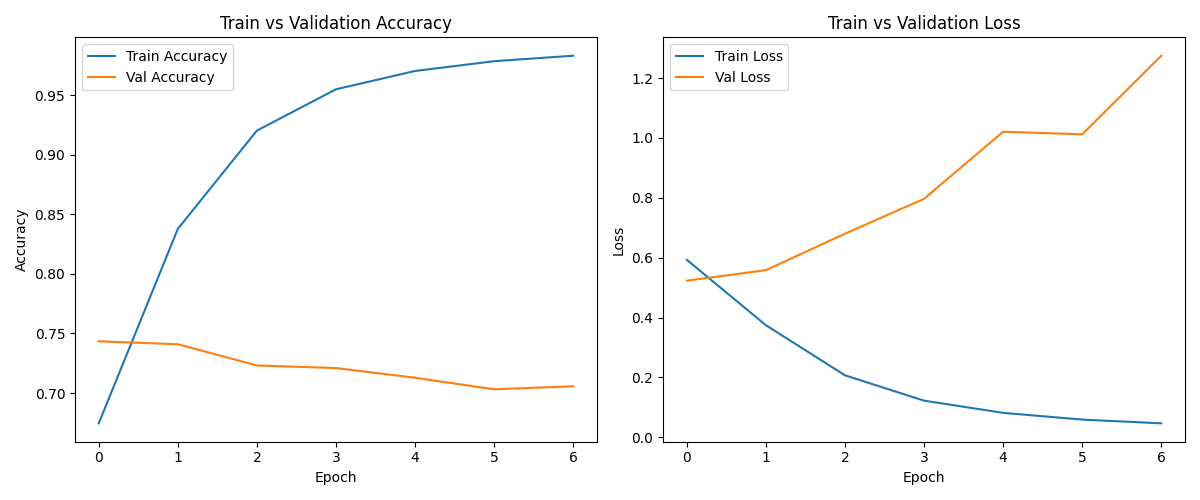 Train vs Validation Accuracy
Train Accuracy
Val Accuracy
0.95
0.90
0.85
0.80
0.75
0.70
Accuracy
0 1 2 3 4 5 6
Epoch
Train vs Validation Loss
Train Loss
Val Loss
1.2
1.0
0.8
0.6
0.4
0.2
0.0
Loss
0 1 2 3 4 5 6
Epoch